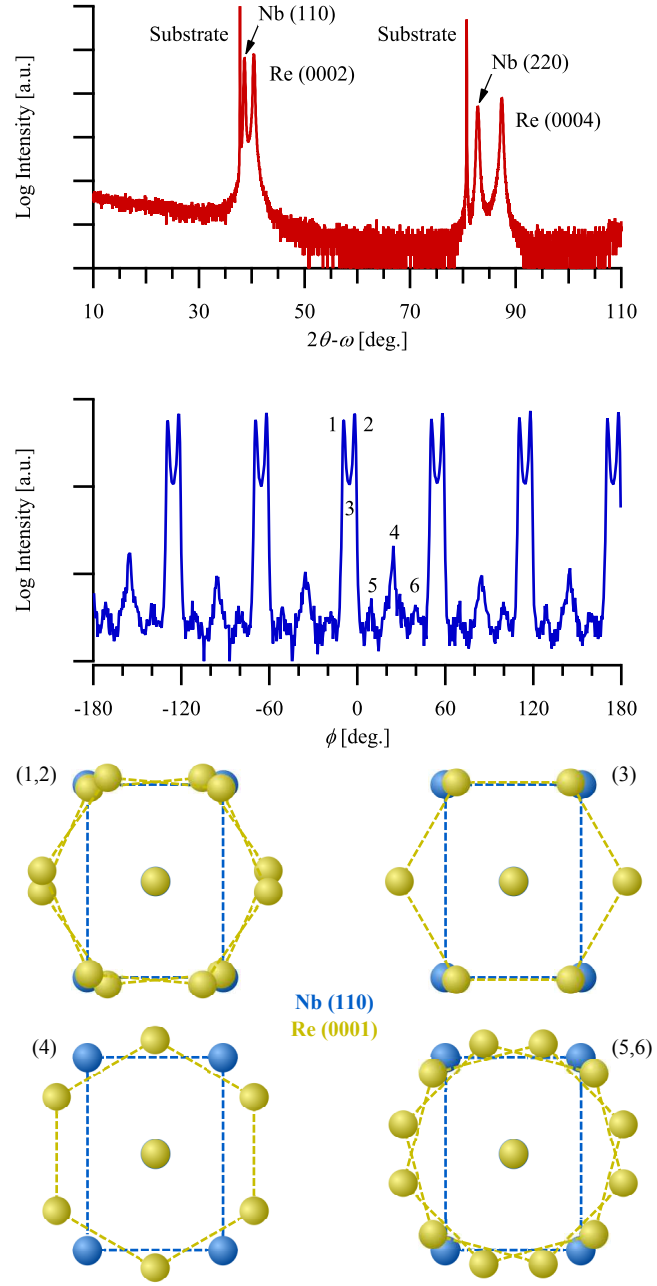 Nb (110)
Substrate
Substrate
Nb (220)
Re (0002)
Re (0004)
Log Intensity [a.u.]
10 30 50 70 90 110
2θ-ω [deg.]
1 2
3
4
5 6
Log Intensity [a.u.]
-180 -120 -60 0 60 120 180
ϕ [deg.]
(1,2) (3)
Nb (110)
Re (0001)
(4) (5,6)